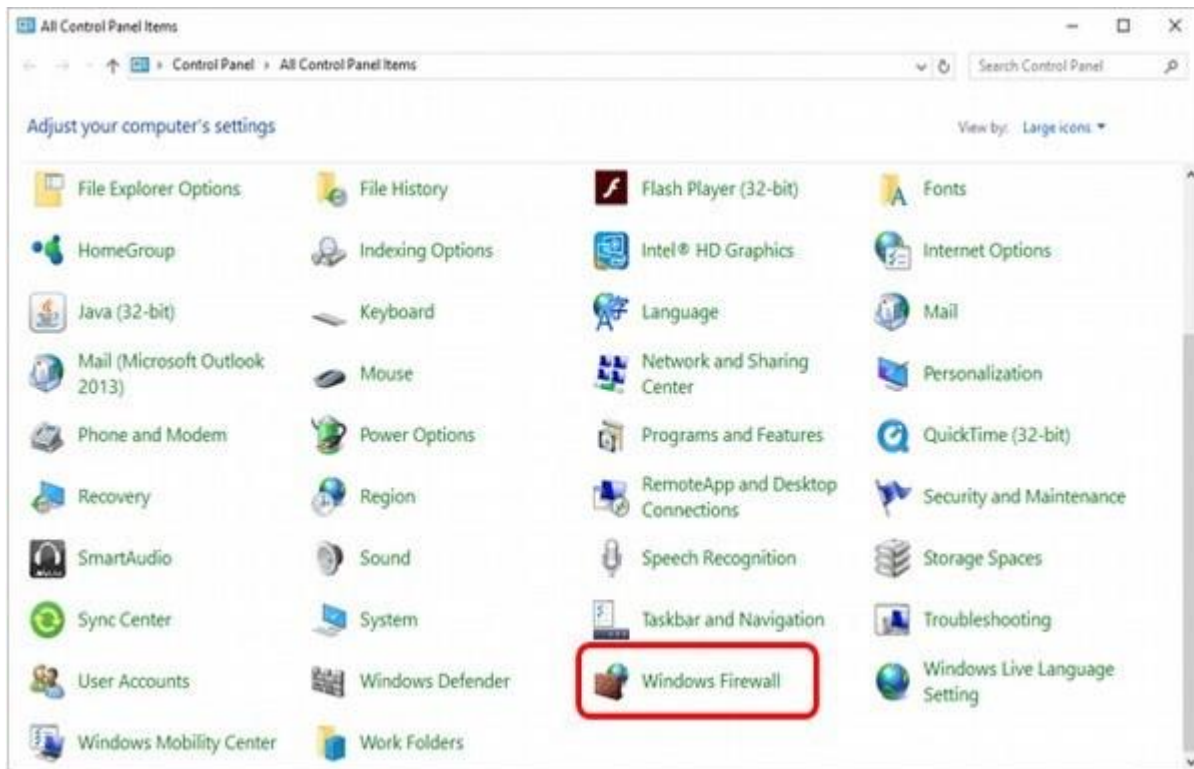 All Control Panel Items
Control Panel › All Control Panel Items
Search Control Panel
Adjust your computer's settings
View by: Large icons
File Explorer Options
File History
Flash Player (32-bit)
Fonts
HomeGroup
Indexing Options
Intel® HD Graphics
Internet Options
Java (32-bit)
Keyboard
Language
Mail
Mail (Microsoft Outlook
2013)
Mouse
Network and Sharing
Center
Personalization
Phone and Modem
Power Options
Programs and Features
QuickTime (32-bit)
Recovery
Region
RemoteApp and Desktop
Connections
Security and Maintenance
SmartAudio
Sound
Speech Recognition
Storage Spaces
Sync Center
System
Taskbar and Navigation
Troubleshooting
User Accounts
Windows Defender
Windows Firewall
Windows Live Language
Setting
Windows Mobility Center
Work Folders